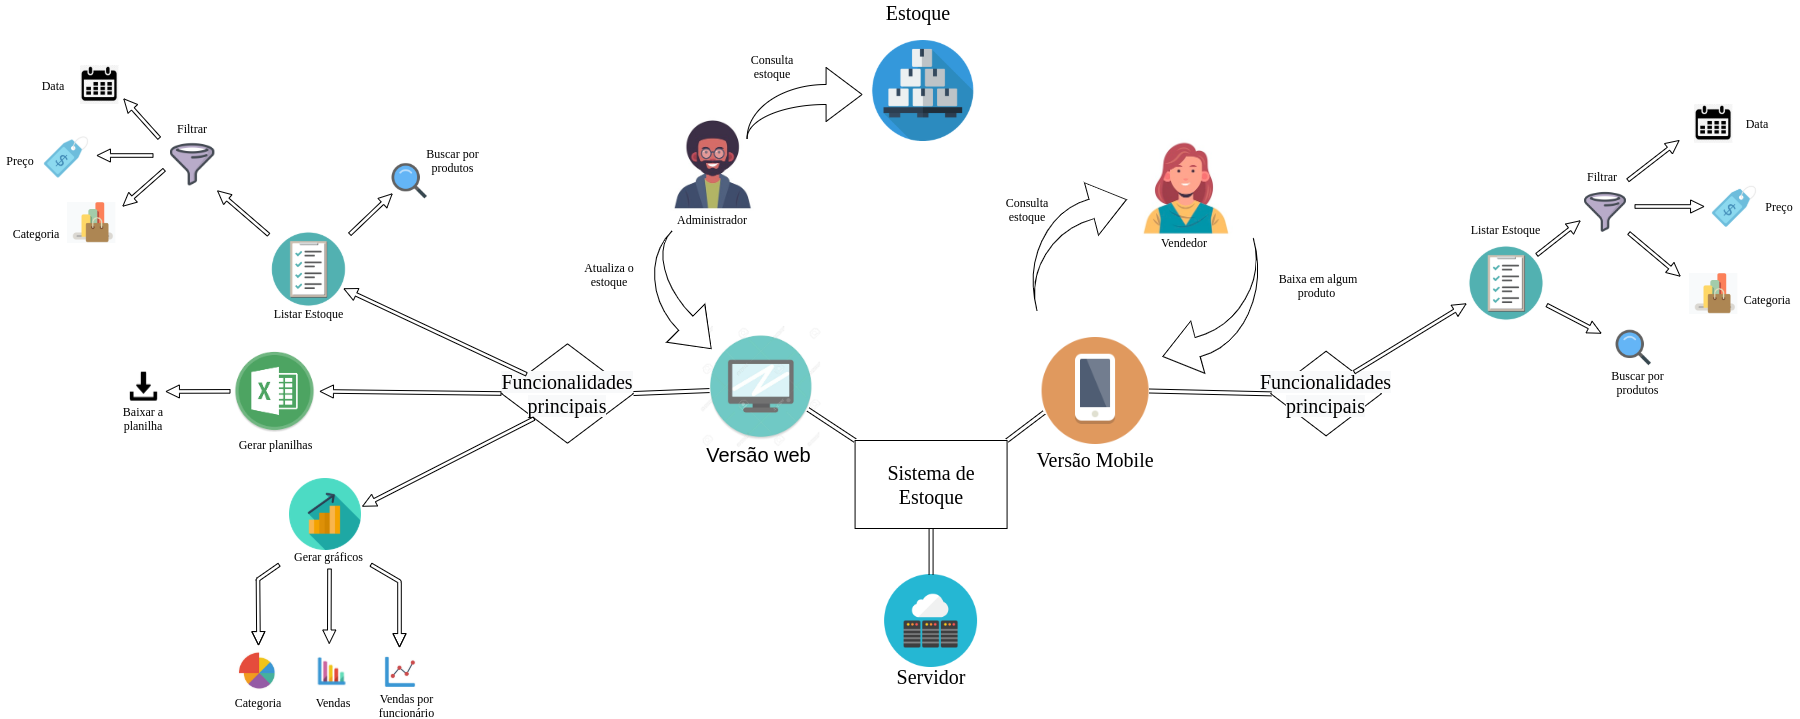 Estoque
Consulta
estoque
Administrador
Atualiza o
estoque
Data
Filtrar
Preço
Categoria
Buscar por
produtos
Listar Estoque
Baixar a
planilha
Gerar planilhas
Funcionalidades
principais
Versão web
Gerar gráficos
Categoria
Vendas
Vendas por
funcionário
Sistema de
Estoque
Servidor
Consulta
estoque
Vendedor
Baixa em algum
produto
Versão Mobile
Funcionalidades
principais
Listar Estoque
Filtrar
Data
Preço
Categoria
Buscar por
produtos